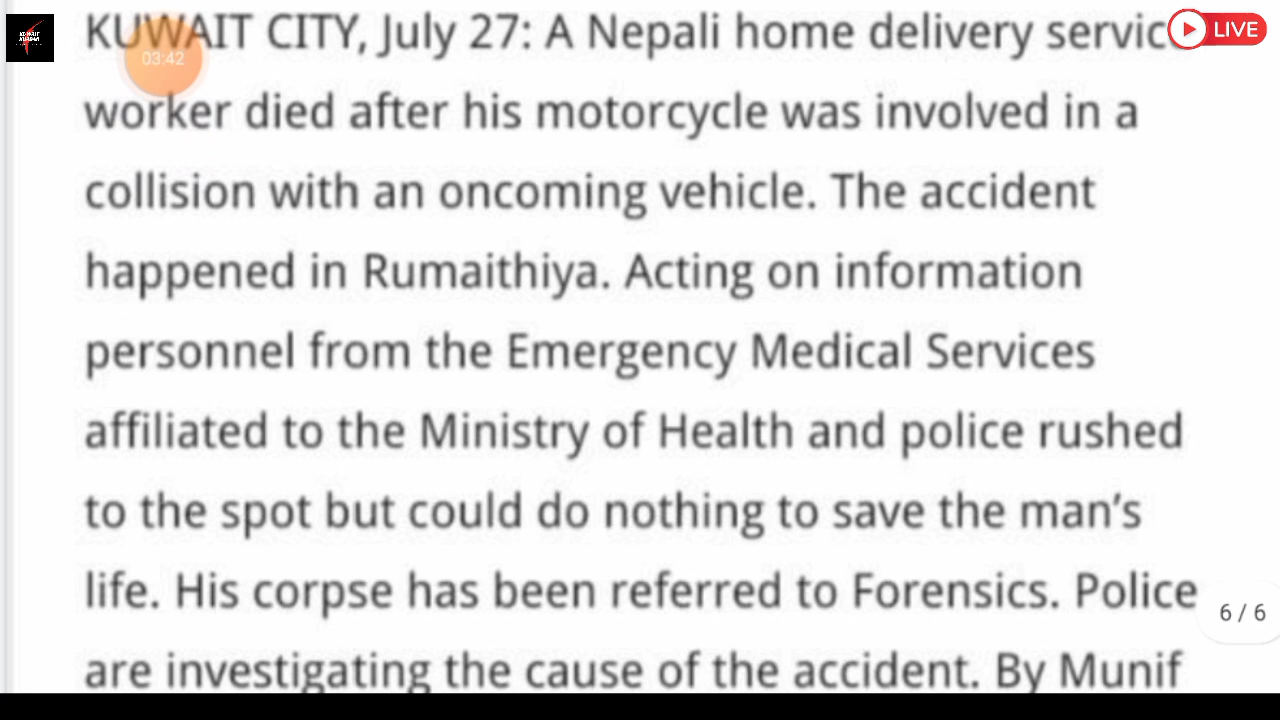 KUWAIT CITY, July 27: A Nepali home delivery service
LIVE
03:42
worker died after his motorcycle was involved in a
collision with an oncoming vehicle. The accident
happened in Rumaithiya. Acting on information
personnel from the Emergency Medical Services
affiliated to the Ministry of Health and police rushed
to the spot but could do nothing to save the man’s
life. His corpse has been referred to Forensics. Police
6 / 6
are investigating the cause of the accident. By Munif